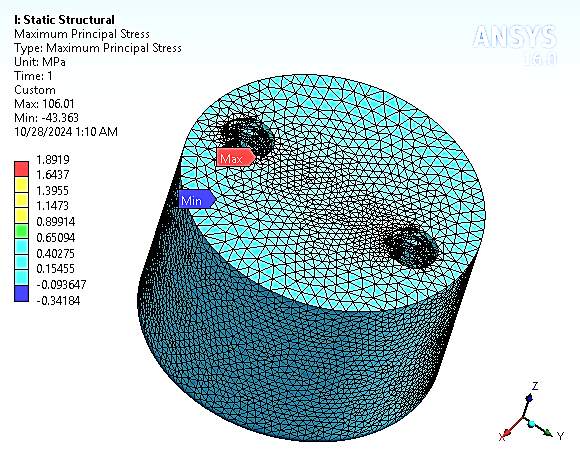 I: Static Structural
Maximum Principal Stress
Type: Maximum Principal Stress
Unit: MPa
Time: 1
Custom
Max: 106.01
Min: -43.363
10/28/2024 1:10 AM
ANSYS
16.0
1.8919
1.6437
1.3955
1.1473
0.89914
0.65094
0.40275
0.15455
-0.093647
-0.34184
Max
Min
Z
X
Y